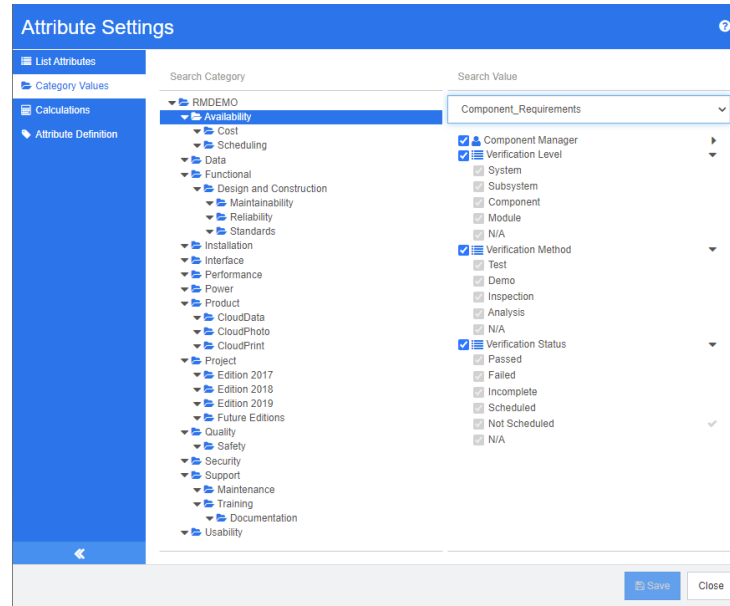 Attribute Settings
List Attributes
Category Values
Calculations
Attribute Definition
Search Category
RMDEMO
Availability
Cost
Scheduling
Data
Functional
Design and Construction
Maintainability
Reliability
Standards
Installation
Interface
Performance
Power
Product
CloudData
CloudPhoto
CloudPrint
Project
Edition 2017
Edition 2018
Edition 2019
Future Editions
Quality
Safety
Security
Support
Maintenance
Training
Documentation
Usability
Search Value
Component_Requirements
Component Manager
Verification Level
System
Subsystem
Component
Module
N/A
Verification Method
Test
Demo
Inspection
Analysis
N/A
Verification Status
Passed
Failed
Incomplete
Scheduled
Not Scheduled
N/A
Save
Close